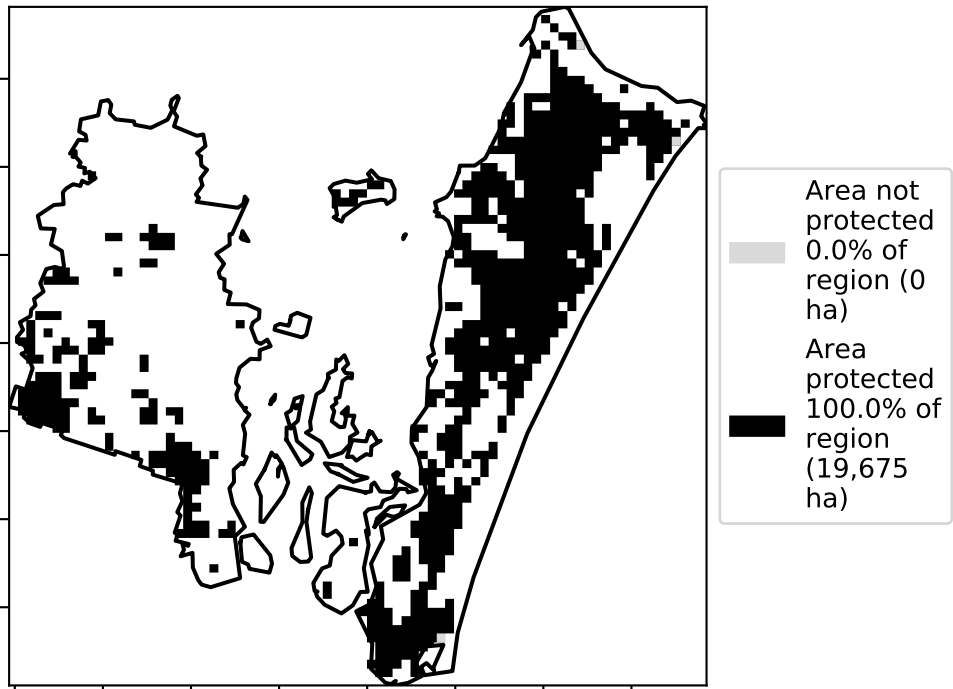 Area not
protected
0.0% of
region (0
ha)
Area
protected
100.0% of
region
(19,675
ha)